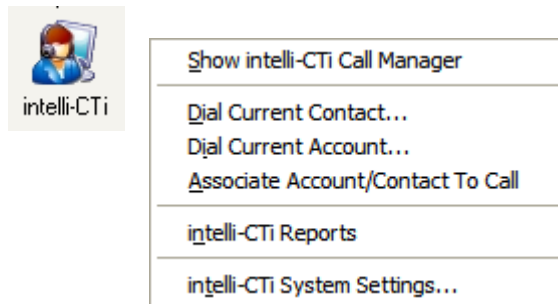 intelli-CTi
Show intelli-CTi Call Manager
Dial Current Contact...
Dial Current Account...
Associate Account/Contact To Call
intelli-CTi Reports
intelli-CTi System Settings...